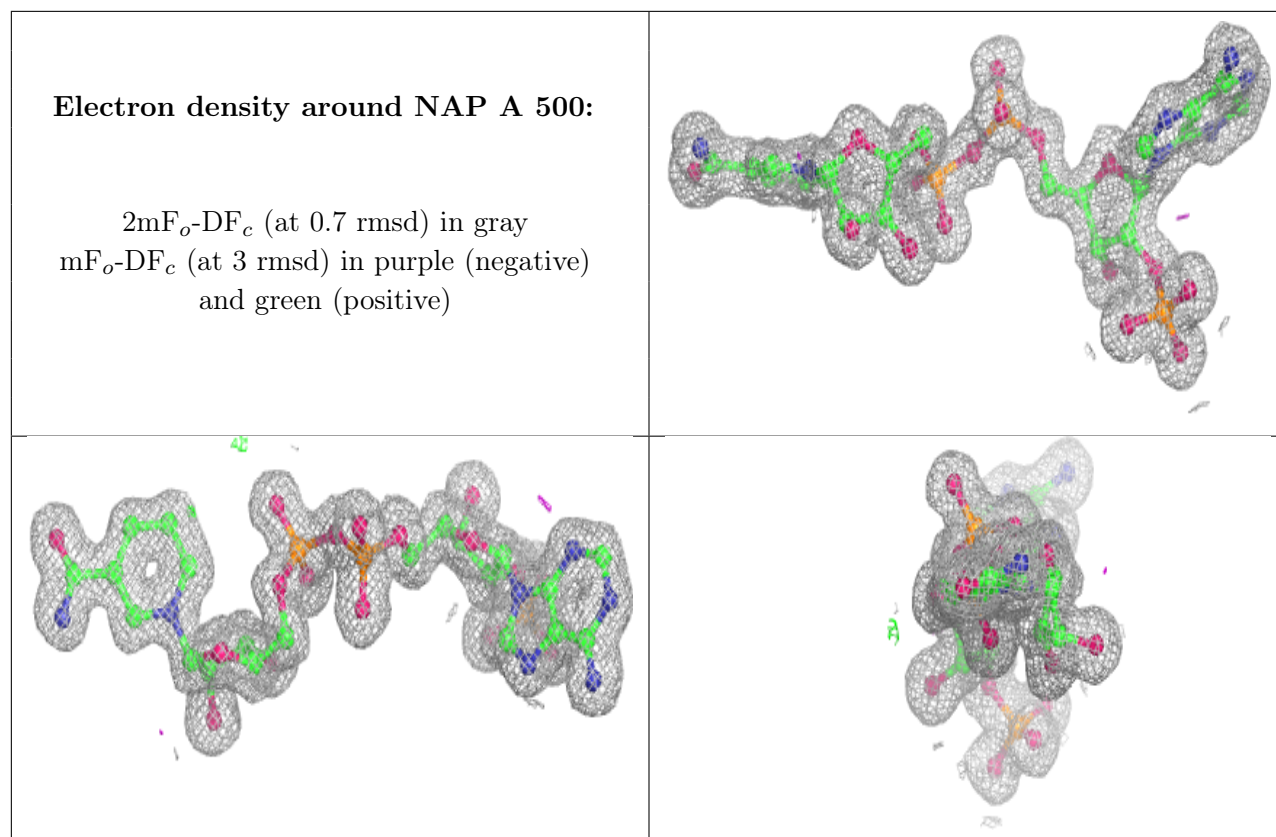 Electron density around NAP A 500:
2mFo-DFc (at 0.7 rmsd) in gray
mFo-DFc (at 3 rmsd) in purple (negative)
and green (positive)